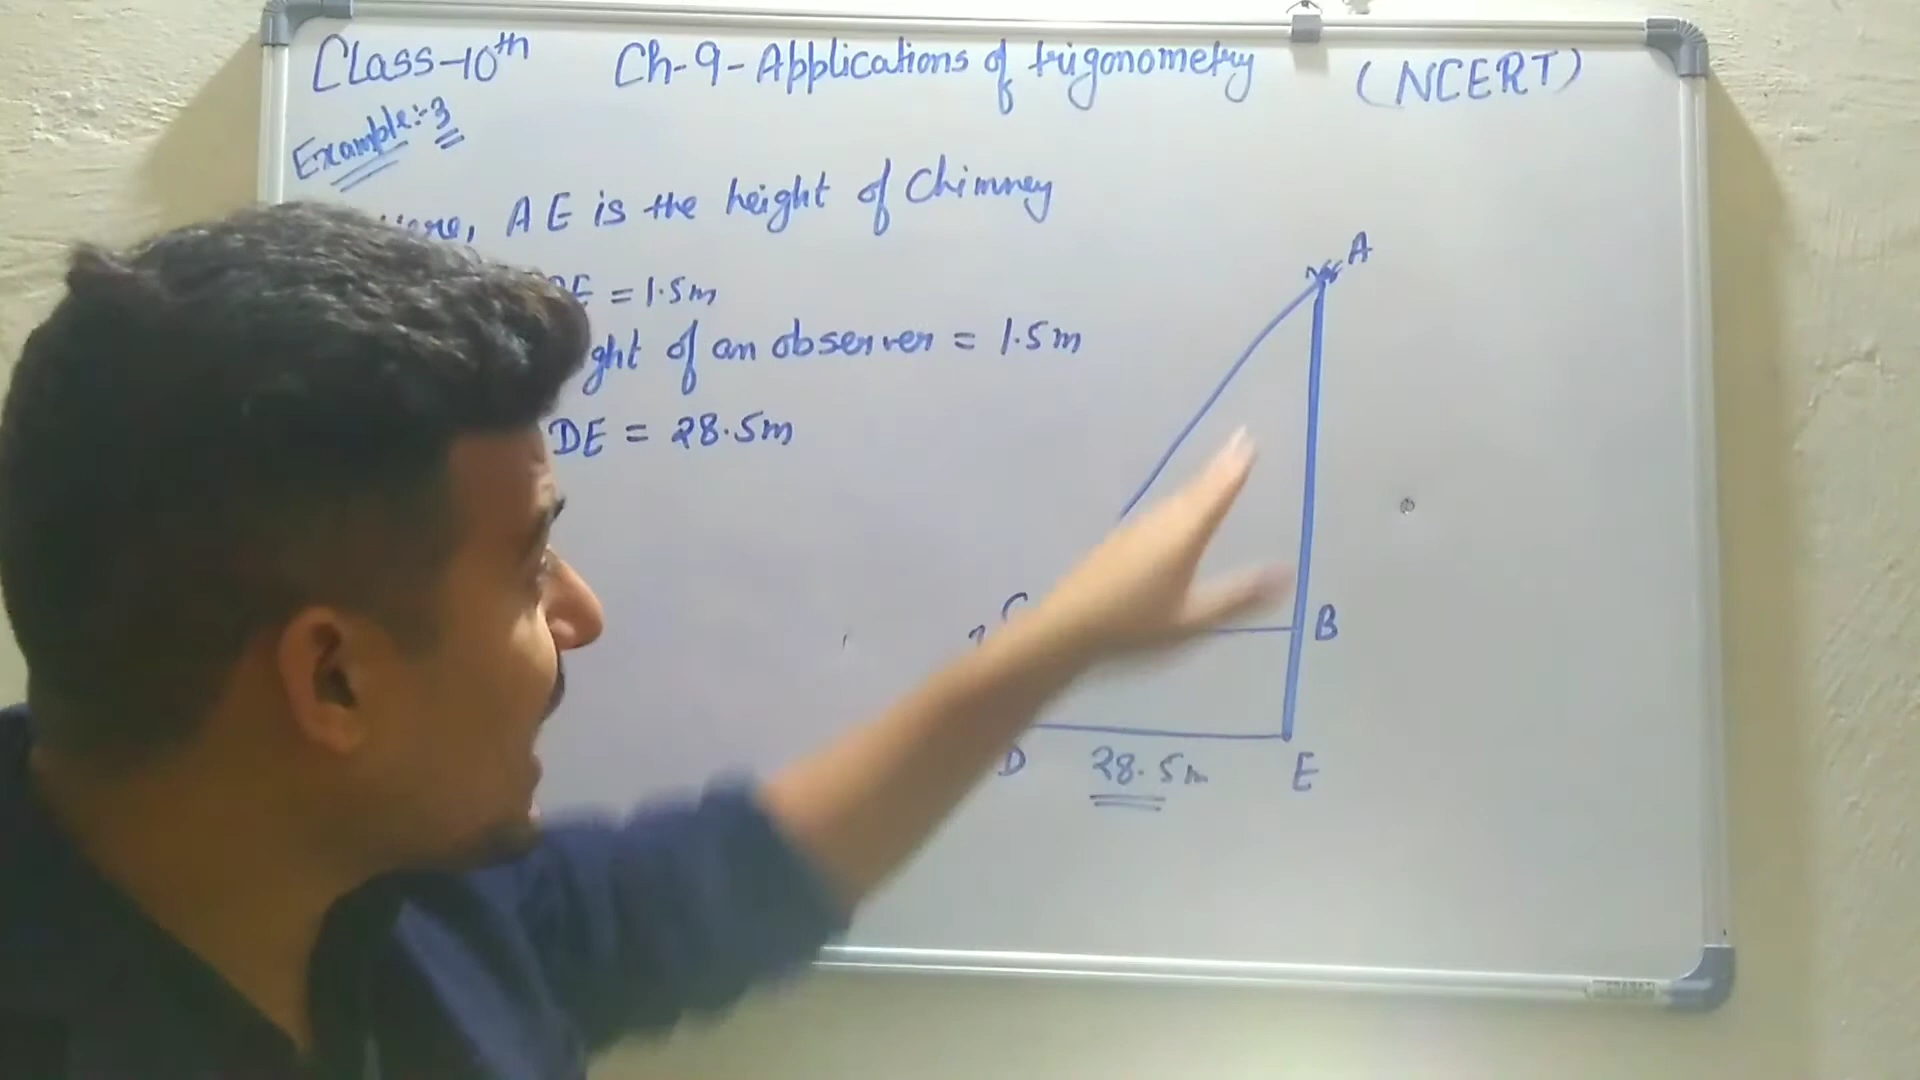 Class-10th Ch-9-Applications of trigonometry (NCERT)
Example:-3
AE is the height of Chimney
= 1.5m
of an observer = 1.5m
DE = 28.5m
A
C
B
D 28.5m E